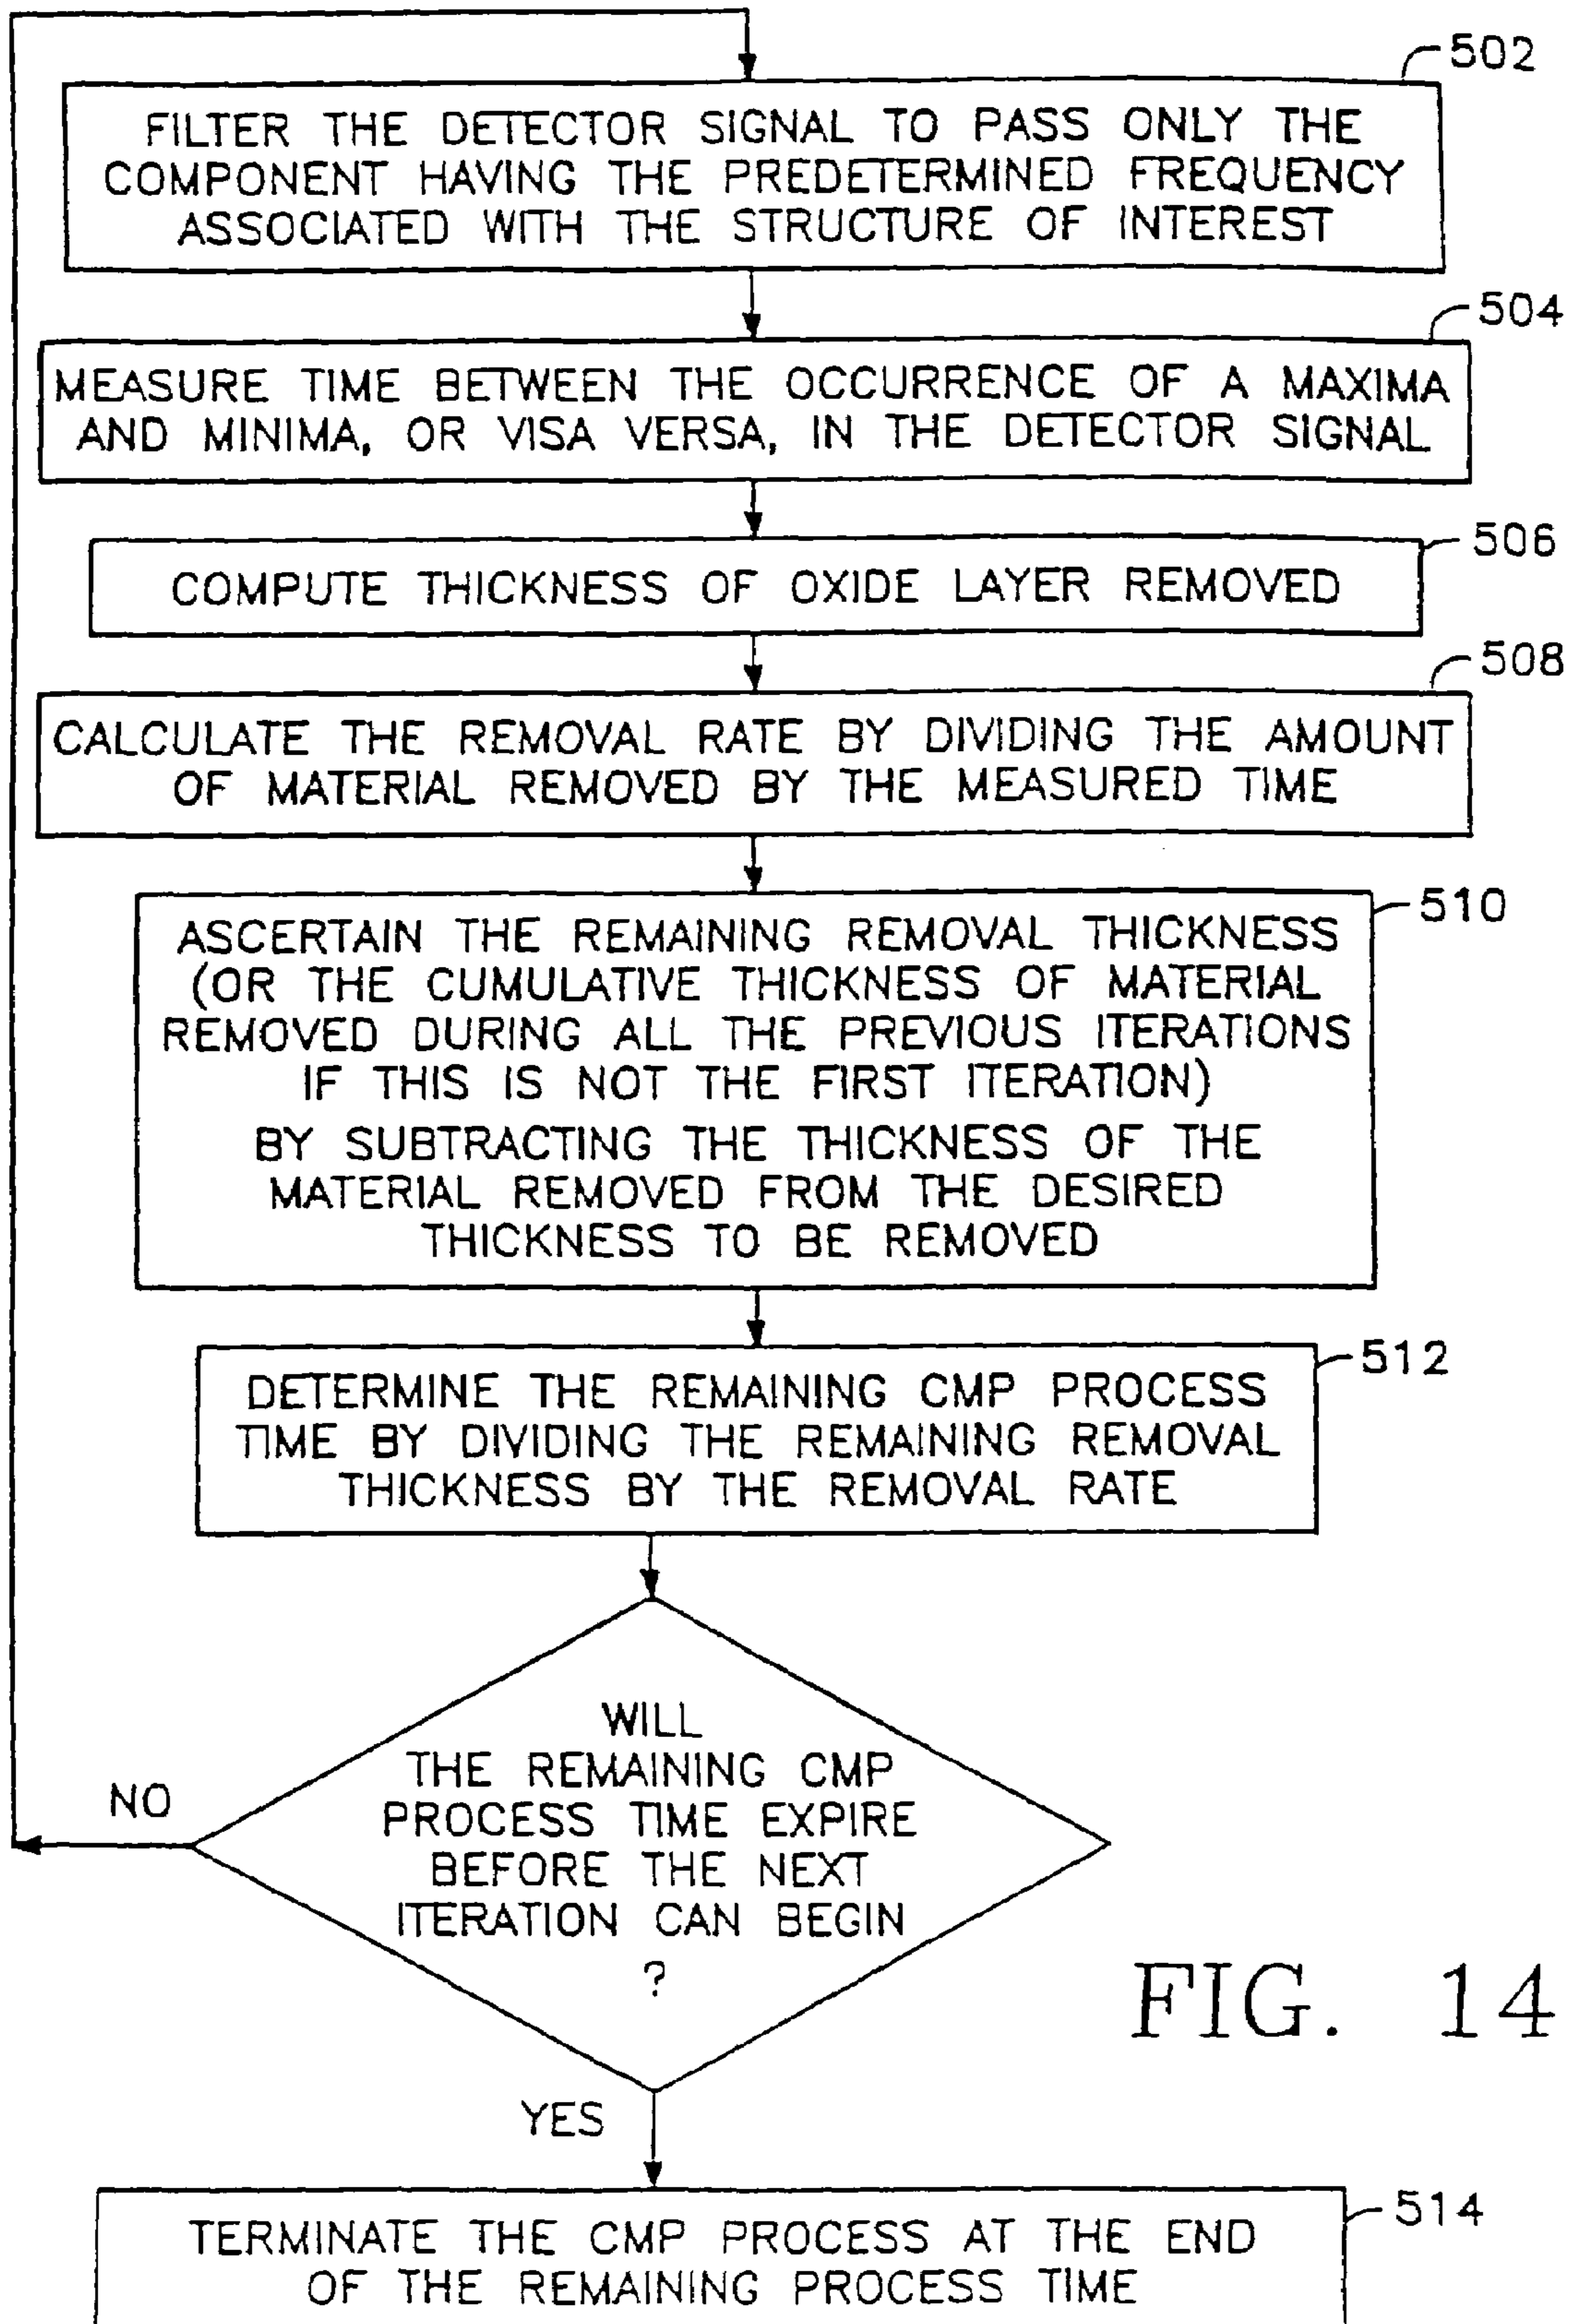 502
FILTER THE DETECTOR SIGNAL TO PASS ONLY THE
COMPONENT HAVING THE PREDETERMINED FREQUENCY
ASSOCIATED WITH THE STRUCTURE OF INTEREST
504
MEASURE TIME BETWEEN THE OCCURRENCE OF A MAXIMA
AND MINIMA, OR VISA VERSA, IN THE DETECTOR SIGNAL
506
COMPUTE THICKNESS OF OXIDE LAYER REMOVED
508
CALCULATE THE REMOVAL RATE BY DIVIDING THE AMOUNT
OF MATERIAL REMOVED BY THE MEASURED TIME
510
ASCERTAIN THE REMAINING REMOVAL THICKNESS
(OR THE CUMULATIVE THICKNESS OF MATERIAL
REMOVED DURING ALL THE PREVIOUS ITERATIONS
IF THIS IS NOT THE FIRST ITERATION)
BY SUBTRACTING THE THICKNESS OF THE
MATERIAL REMOVED FROM THE DESIRED
THICKNESS TO BE REMOVED
512
DETERMINE THE REMAINING CMP PROCESS
TIME BY DIVIDING THE REMAINING REMOVAL
THICKNESS BY THE REMOVAL RATE
WILL
THE REMAINING CMP
PROCESS TIME EXPIRE
BEFORE THE NEXT
ITERATION CAN BEGIN
?
NO
FIG. 14
YES
514
TERMINATE THE CMP PROCESS AT THE END
OF THE REMAINING PROCESS TIME